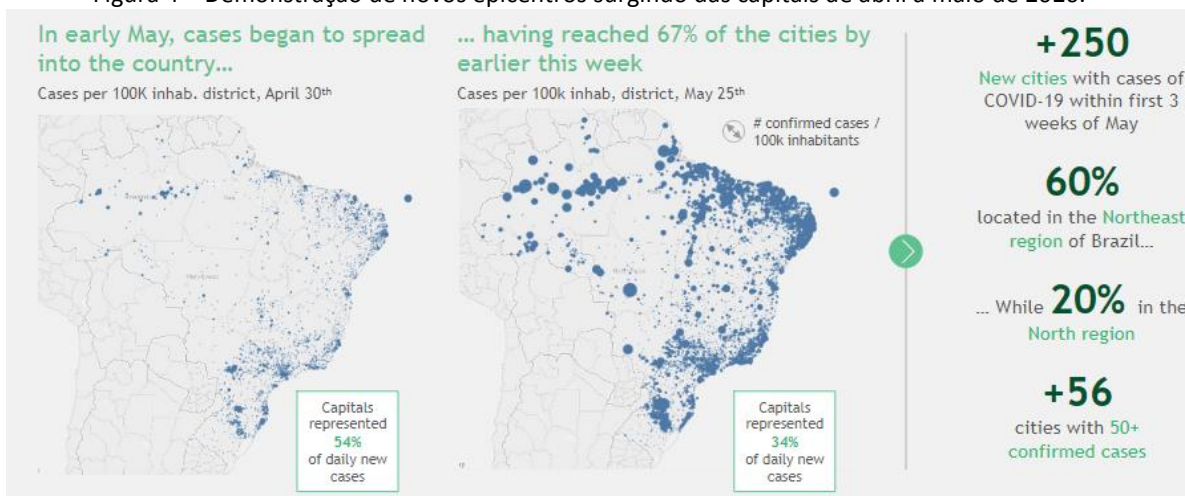 Figura 4 – Demonstração de novos epicentros surgindo das capitais de abril a maio de 2020.
In early May, cases began to spread
into the country...
Cases per 100K inhab. district, April 30th
Capitals
represented
54%
of daily new
cases
... having reached 67% of the cities by
earlier this week
Cases per 100k inhab, district, May 25th
# confirmed cases /
100k inhabitants
Capitals
represented
34%
of daily new
cases
+250
New cities with cases of
COVID-19 within first 3
weeks of May
60%
located in the Northeast
region of Brazil...
... While 20% in the
North region
+56
cities with 50+
confirmed cases